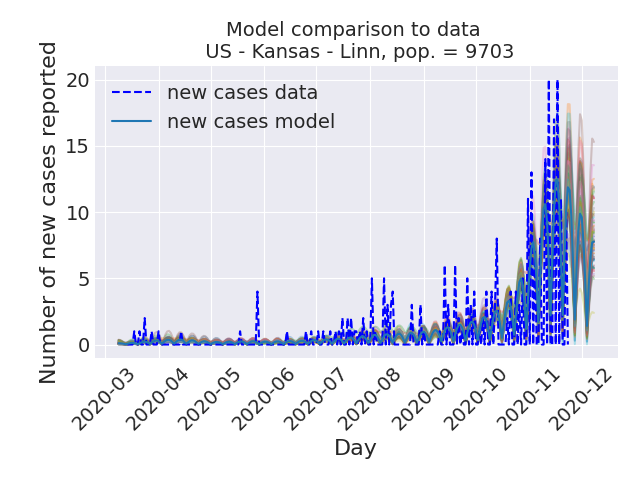 Model comparison to data
US - Kansas - Linn, pop. = 9703
Number of new cases reported
20
15
10
5
0
new cases data
new cases model
2020-03
2020-04
2020-05
2020-06
2020-07
2020-08
2020-09
2020-10
2020-11
2020-12
Day